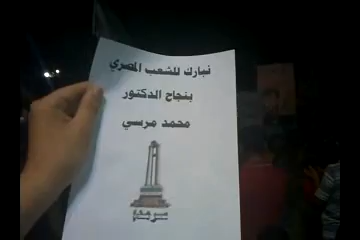 نبارك للشعب المصري
بنجاح الدكتور
محمد مرسي